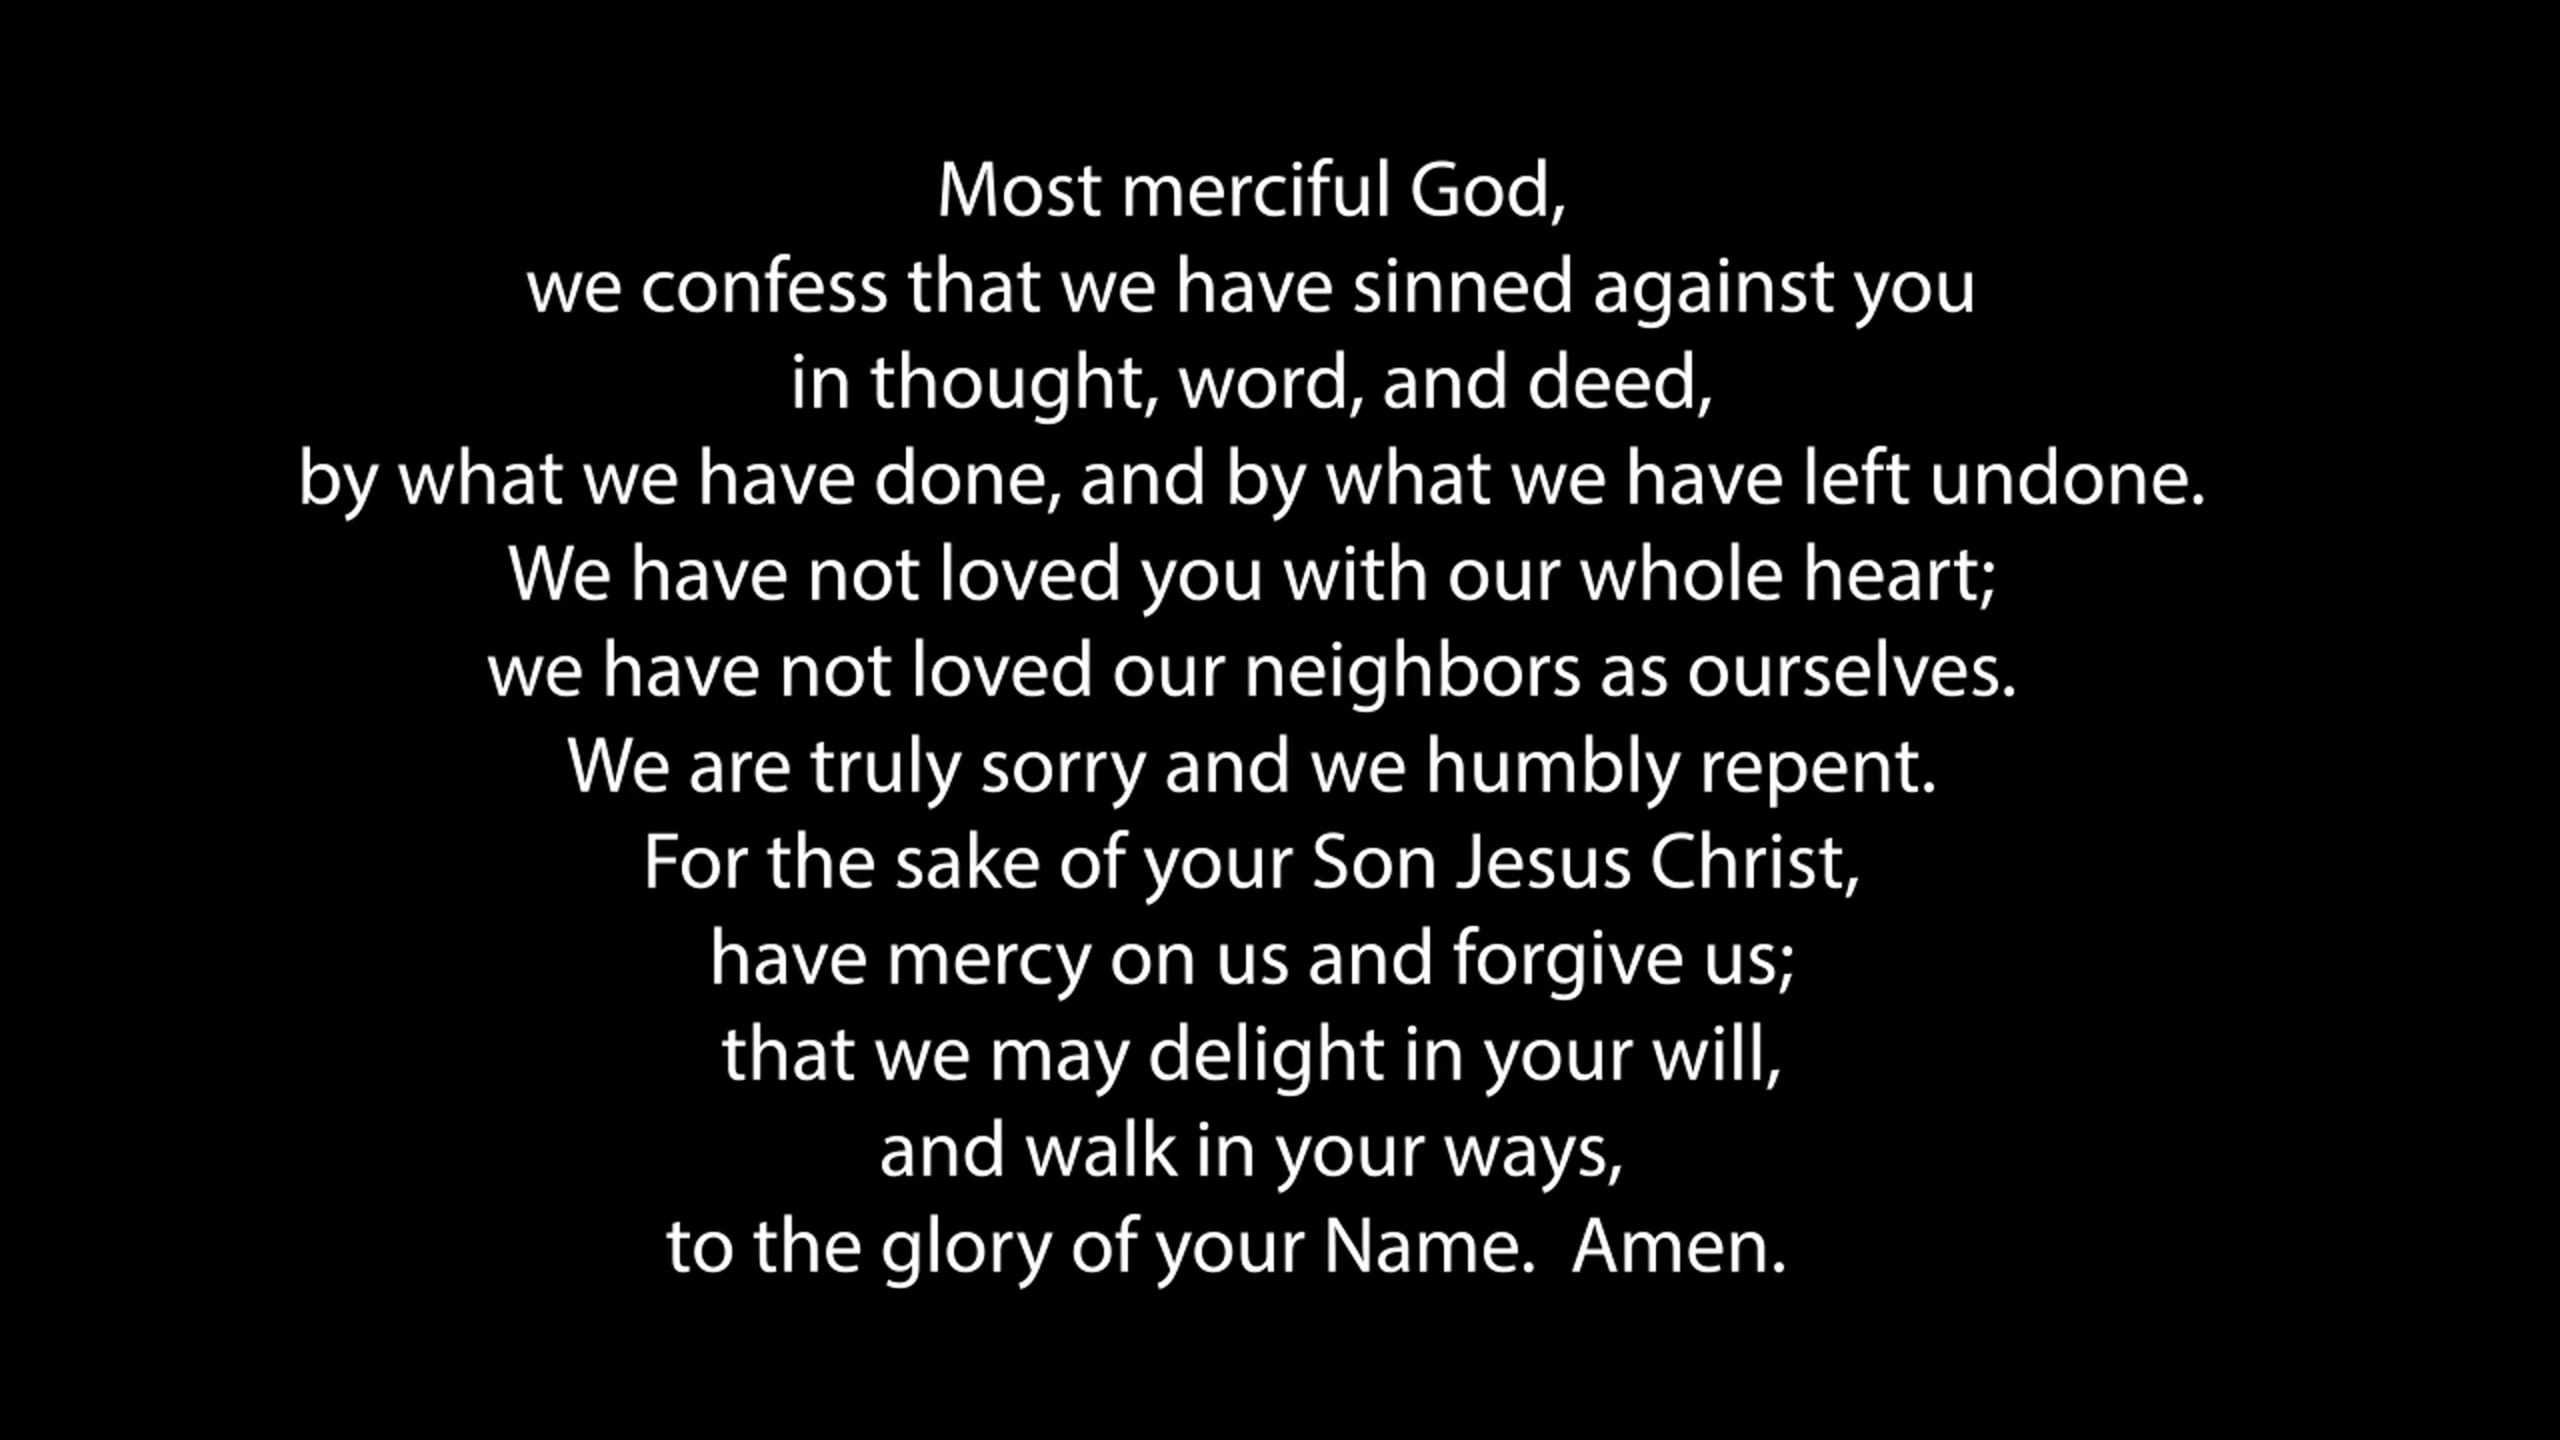 Most merciful God,
we confess that we have sinned against you
in thought, word, and deed,
by what we have done, and by what we have left undone.
We have not loved you with our whole heart;
we have not loved our neighbors as ourselves.
We are truly sorry and we humbly repent.
For the sake of your Son Jesus Christ,
have mercy on us and forgive us;
that we may delight in your will,
and walk in your ways,
to the glory of your Name.  Amen.